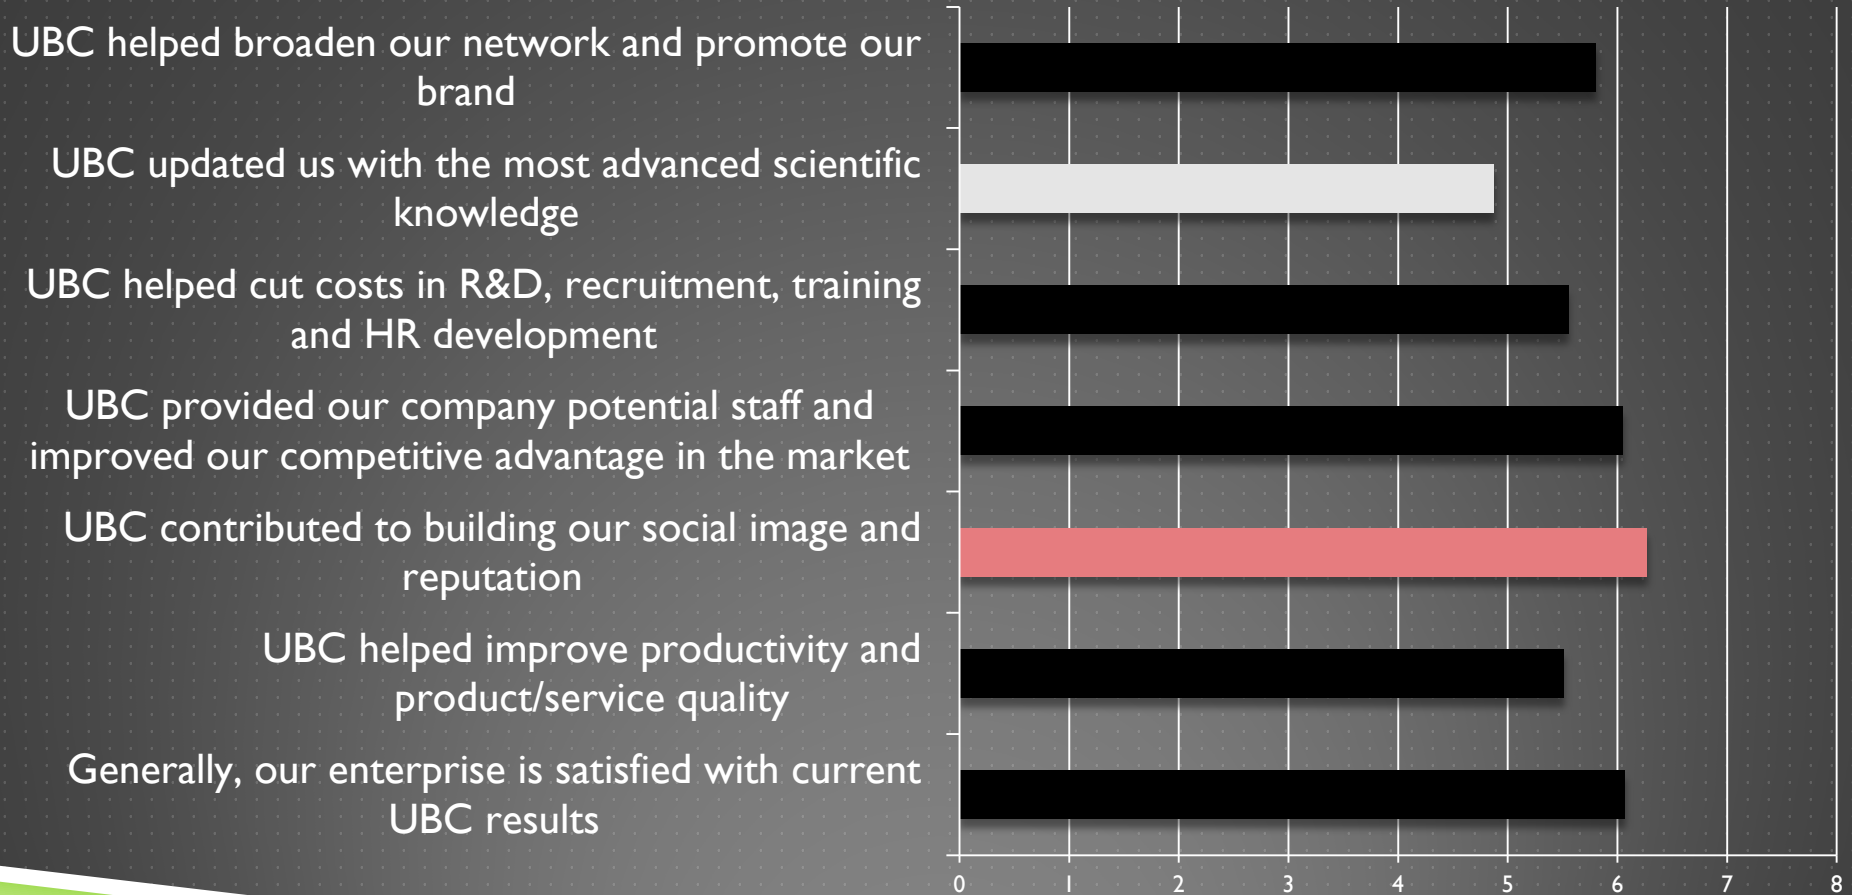 UBC helped broaden our network and promote our
brand
UBC updated us with the most advanced scientific
knowledge
UBC helped cut costs in R&D, recruitment, training
and HR development
UBC provided our company potential staff and
improved our competitive advantage in the market
UBC contributed to building our social image and
reputation
UBC helped improve productivity and
product/service quality
Generally, our enterprise is satisfied with current
UBC results
0 1 2 3 4 5 6 7 8